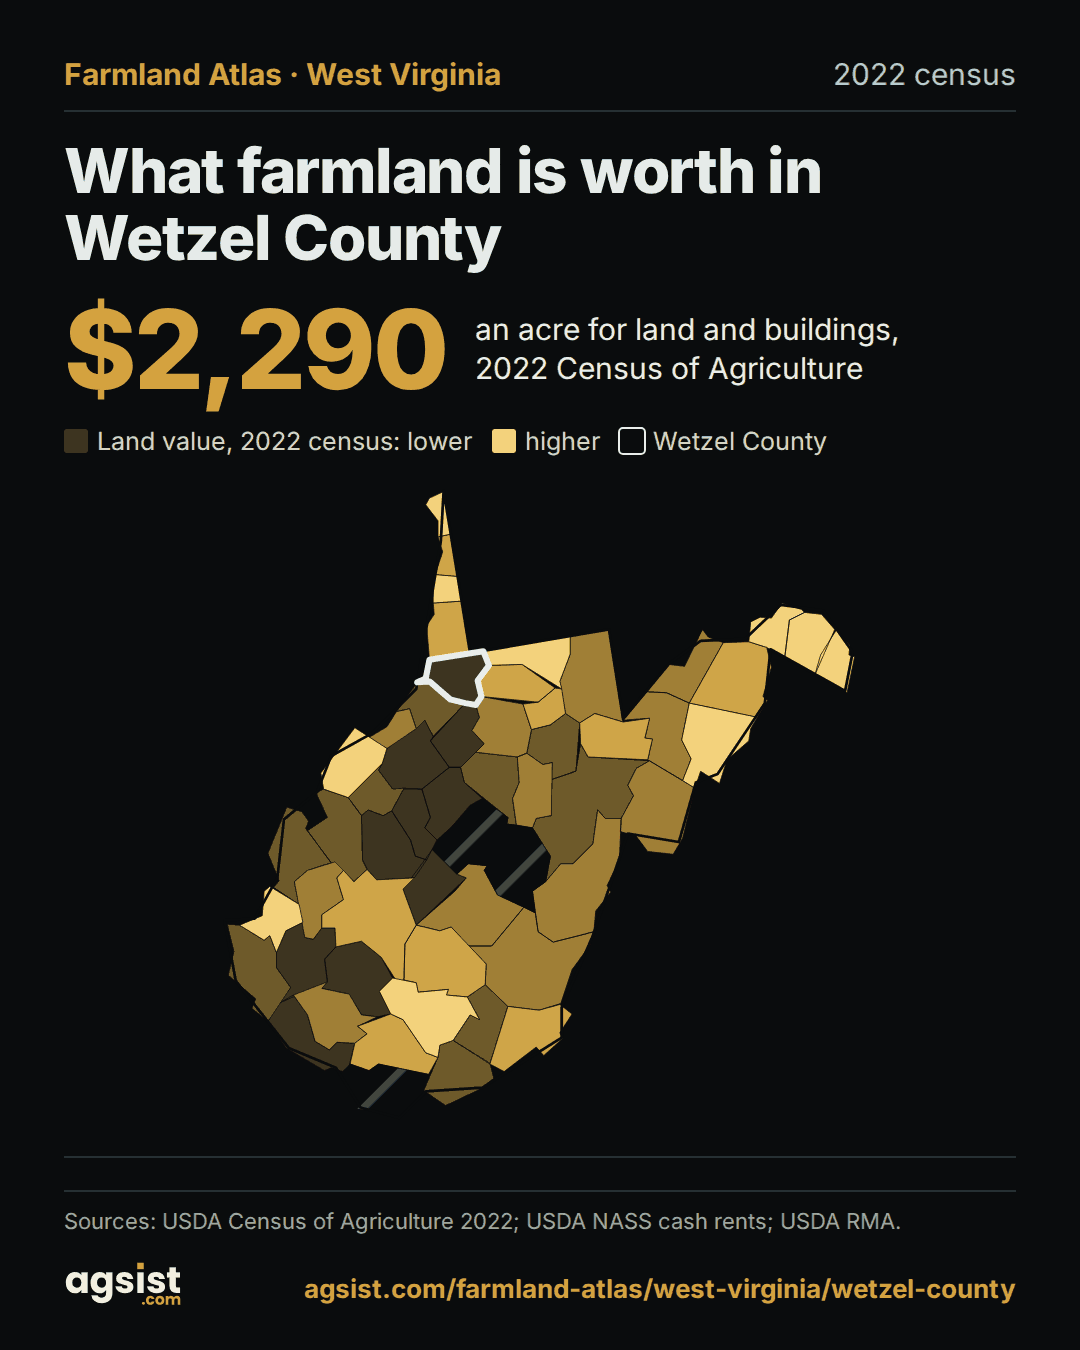 Farmland Atlas · West Virginia
2022 census
What farmland is worth in
Wetzel County
$2,290
an acre for land and buildings,
2022 Census of Agriculture
Land value, 2022 census: lower
higher
Wetzel County
Sources: USDA Census of Agriculture 2022; USDA NASS cash rents; USDA RMA.
agsist
.com
agsist.com/farmland-atlas/west-virginia/wetzel-county